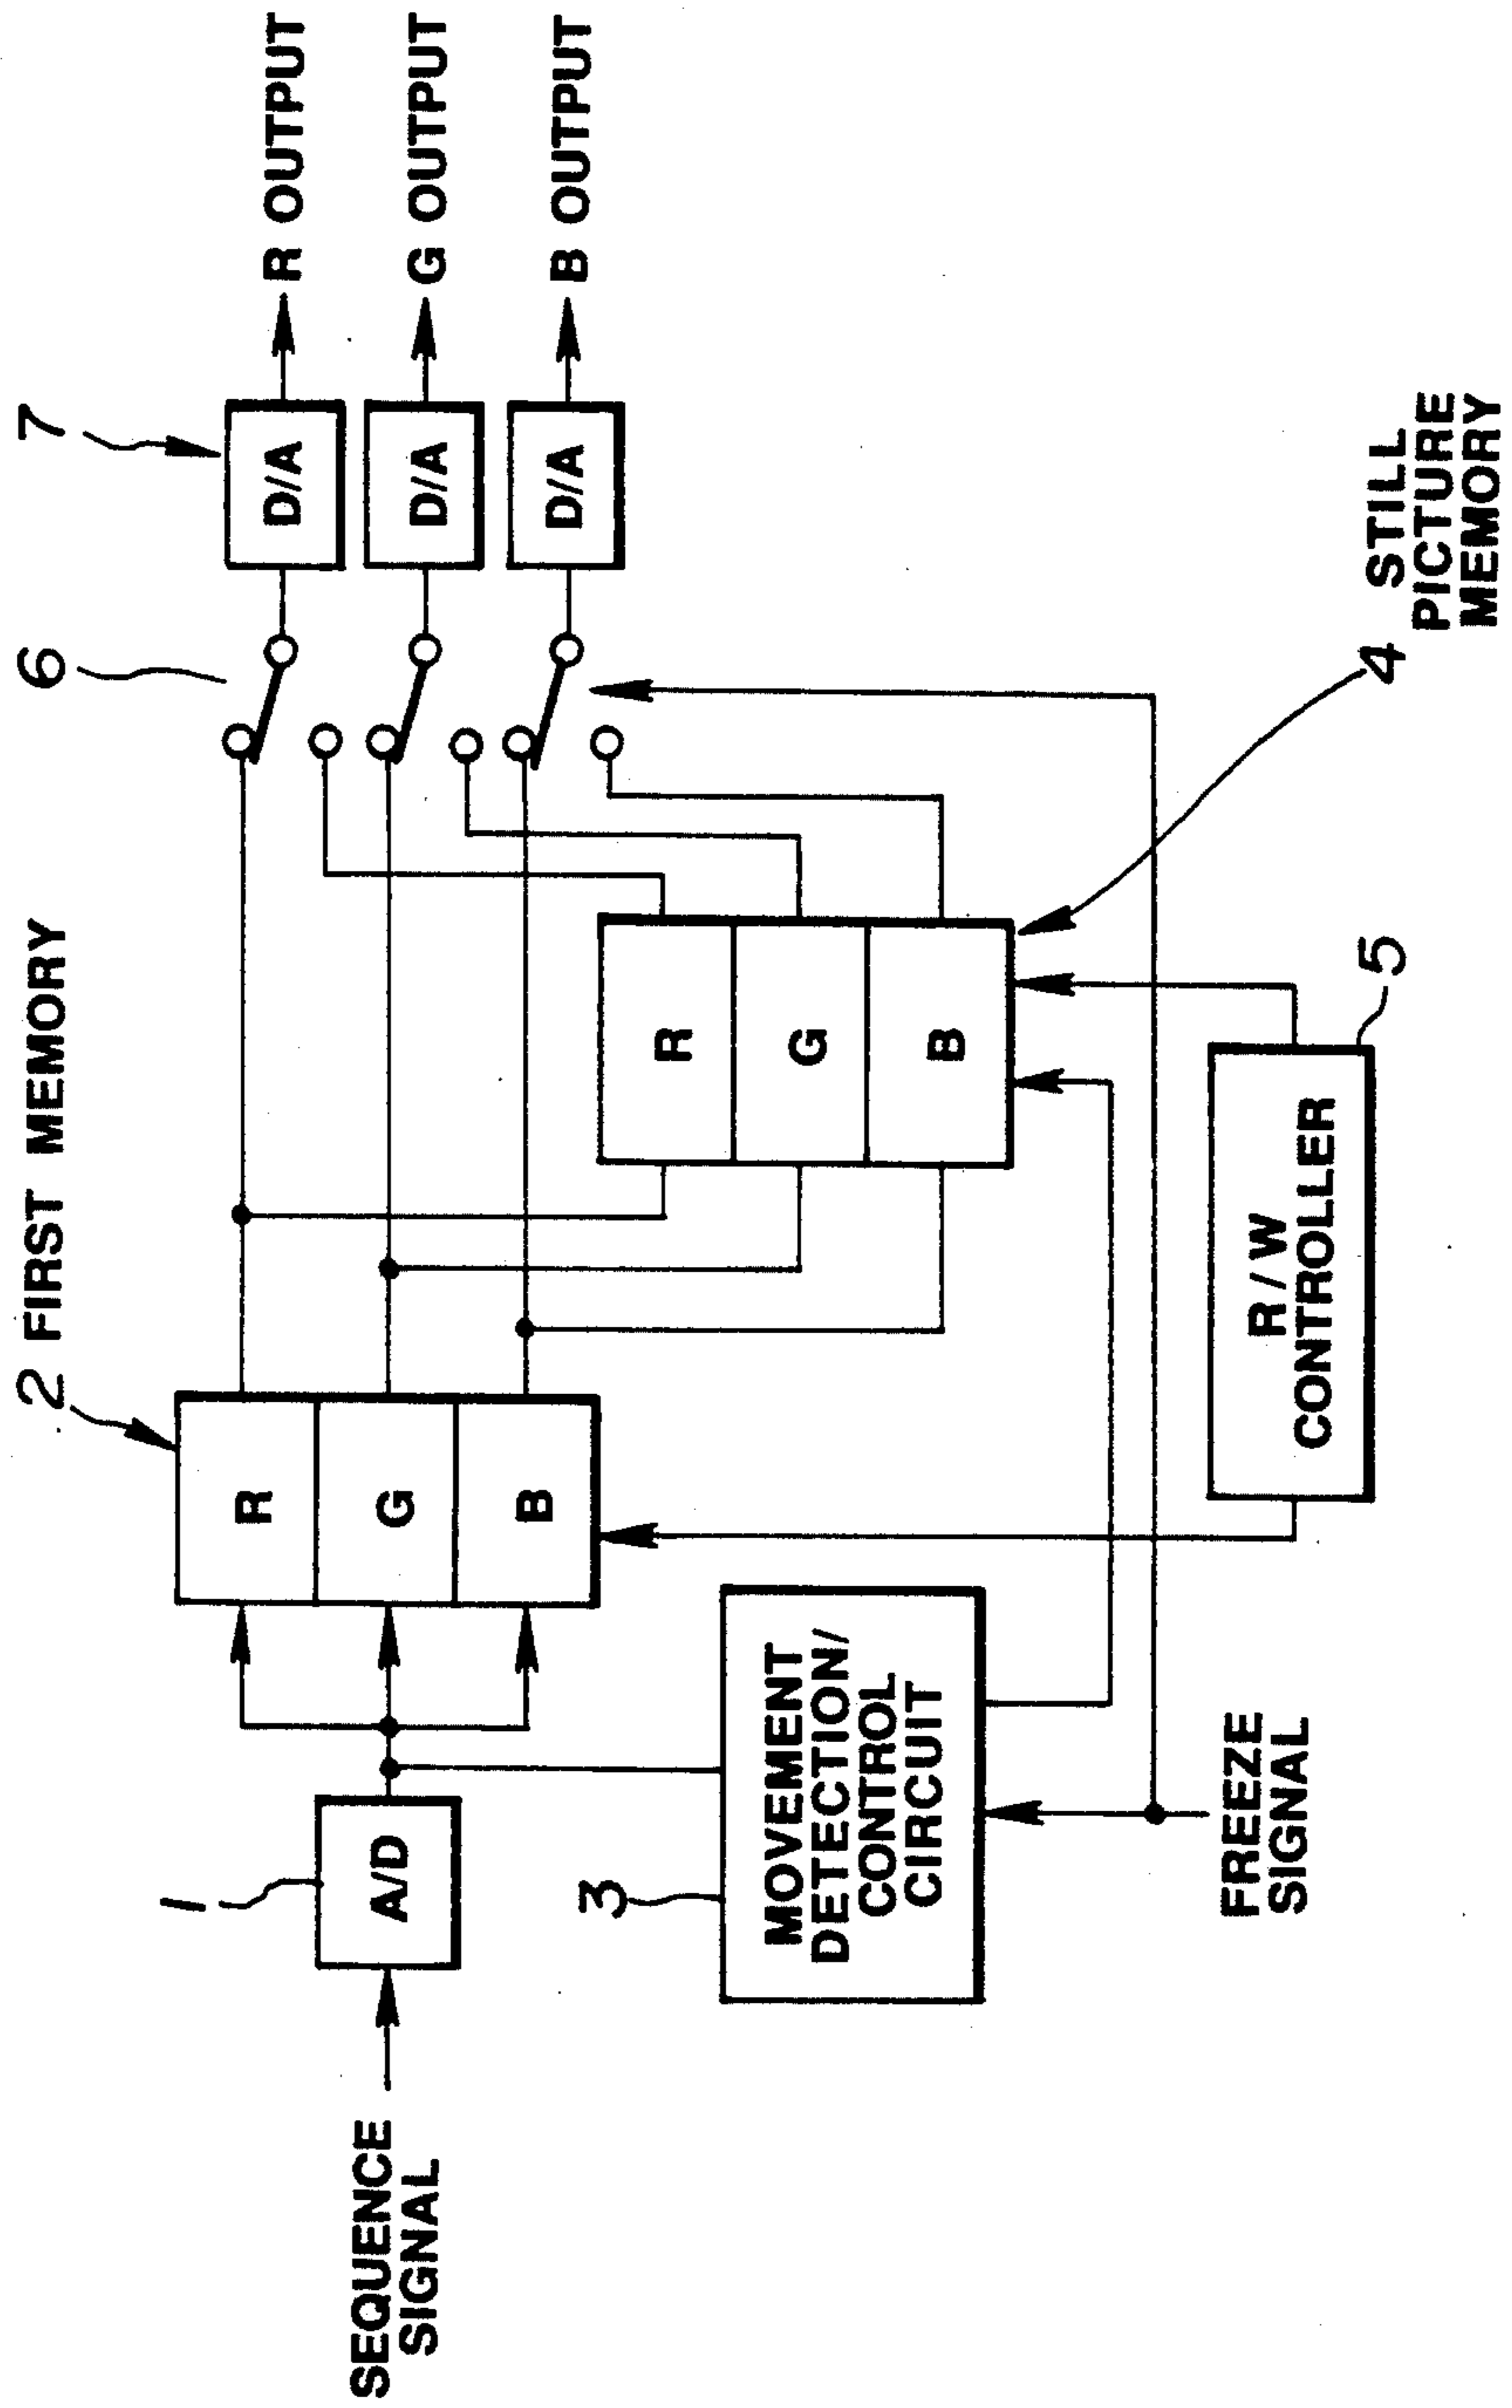 2 FIRST MEMORY
6
7
1
A/D
SEQUENCE
SIGNAL
R
G
B
D/A
D/A
D/A
R OUTPUT
G OUTPUT
B OUTPUT
R
G
B
3
MOVEMENT
DETECTION/
CONTROL
CIRCUIT
FREEZE
SIGNAL
R/W
CONTROLLER
5
4
STILL
PICTURE
MEMORY